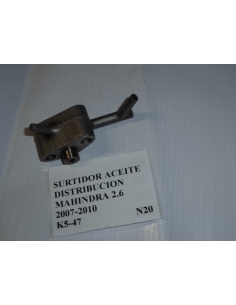 SURTIDOR ACEITE
DISTRIBUCION
MAHINDRA 2.6
2007-2010
K5-47 N20